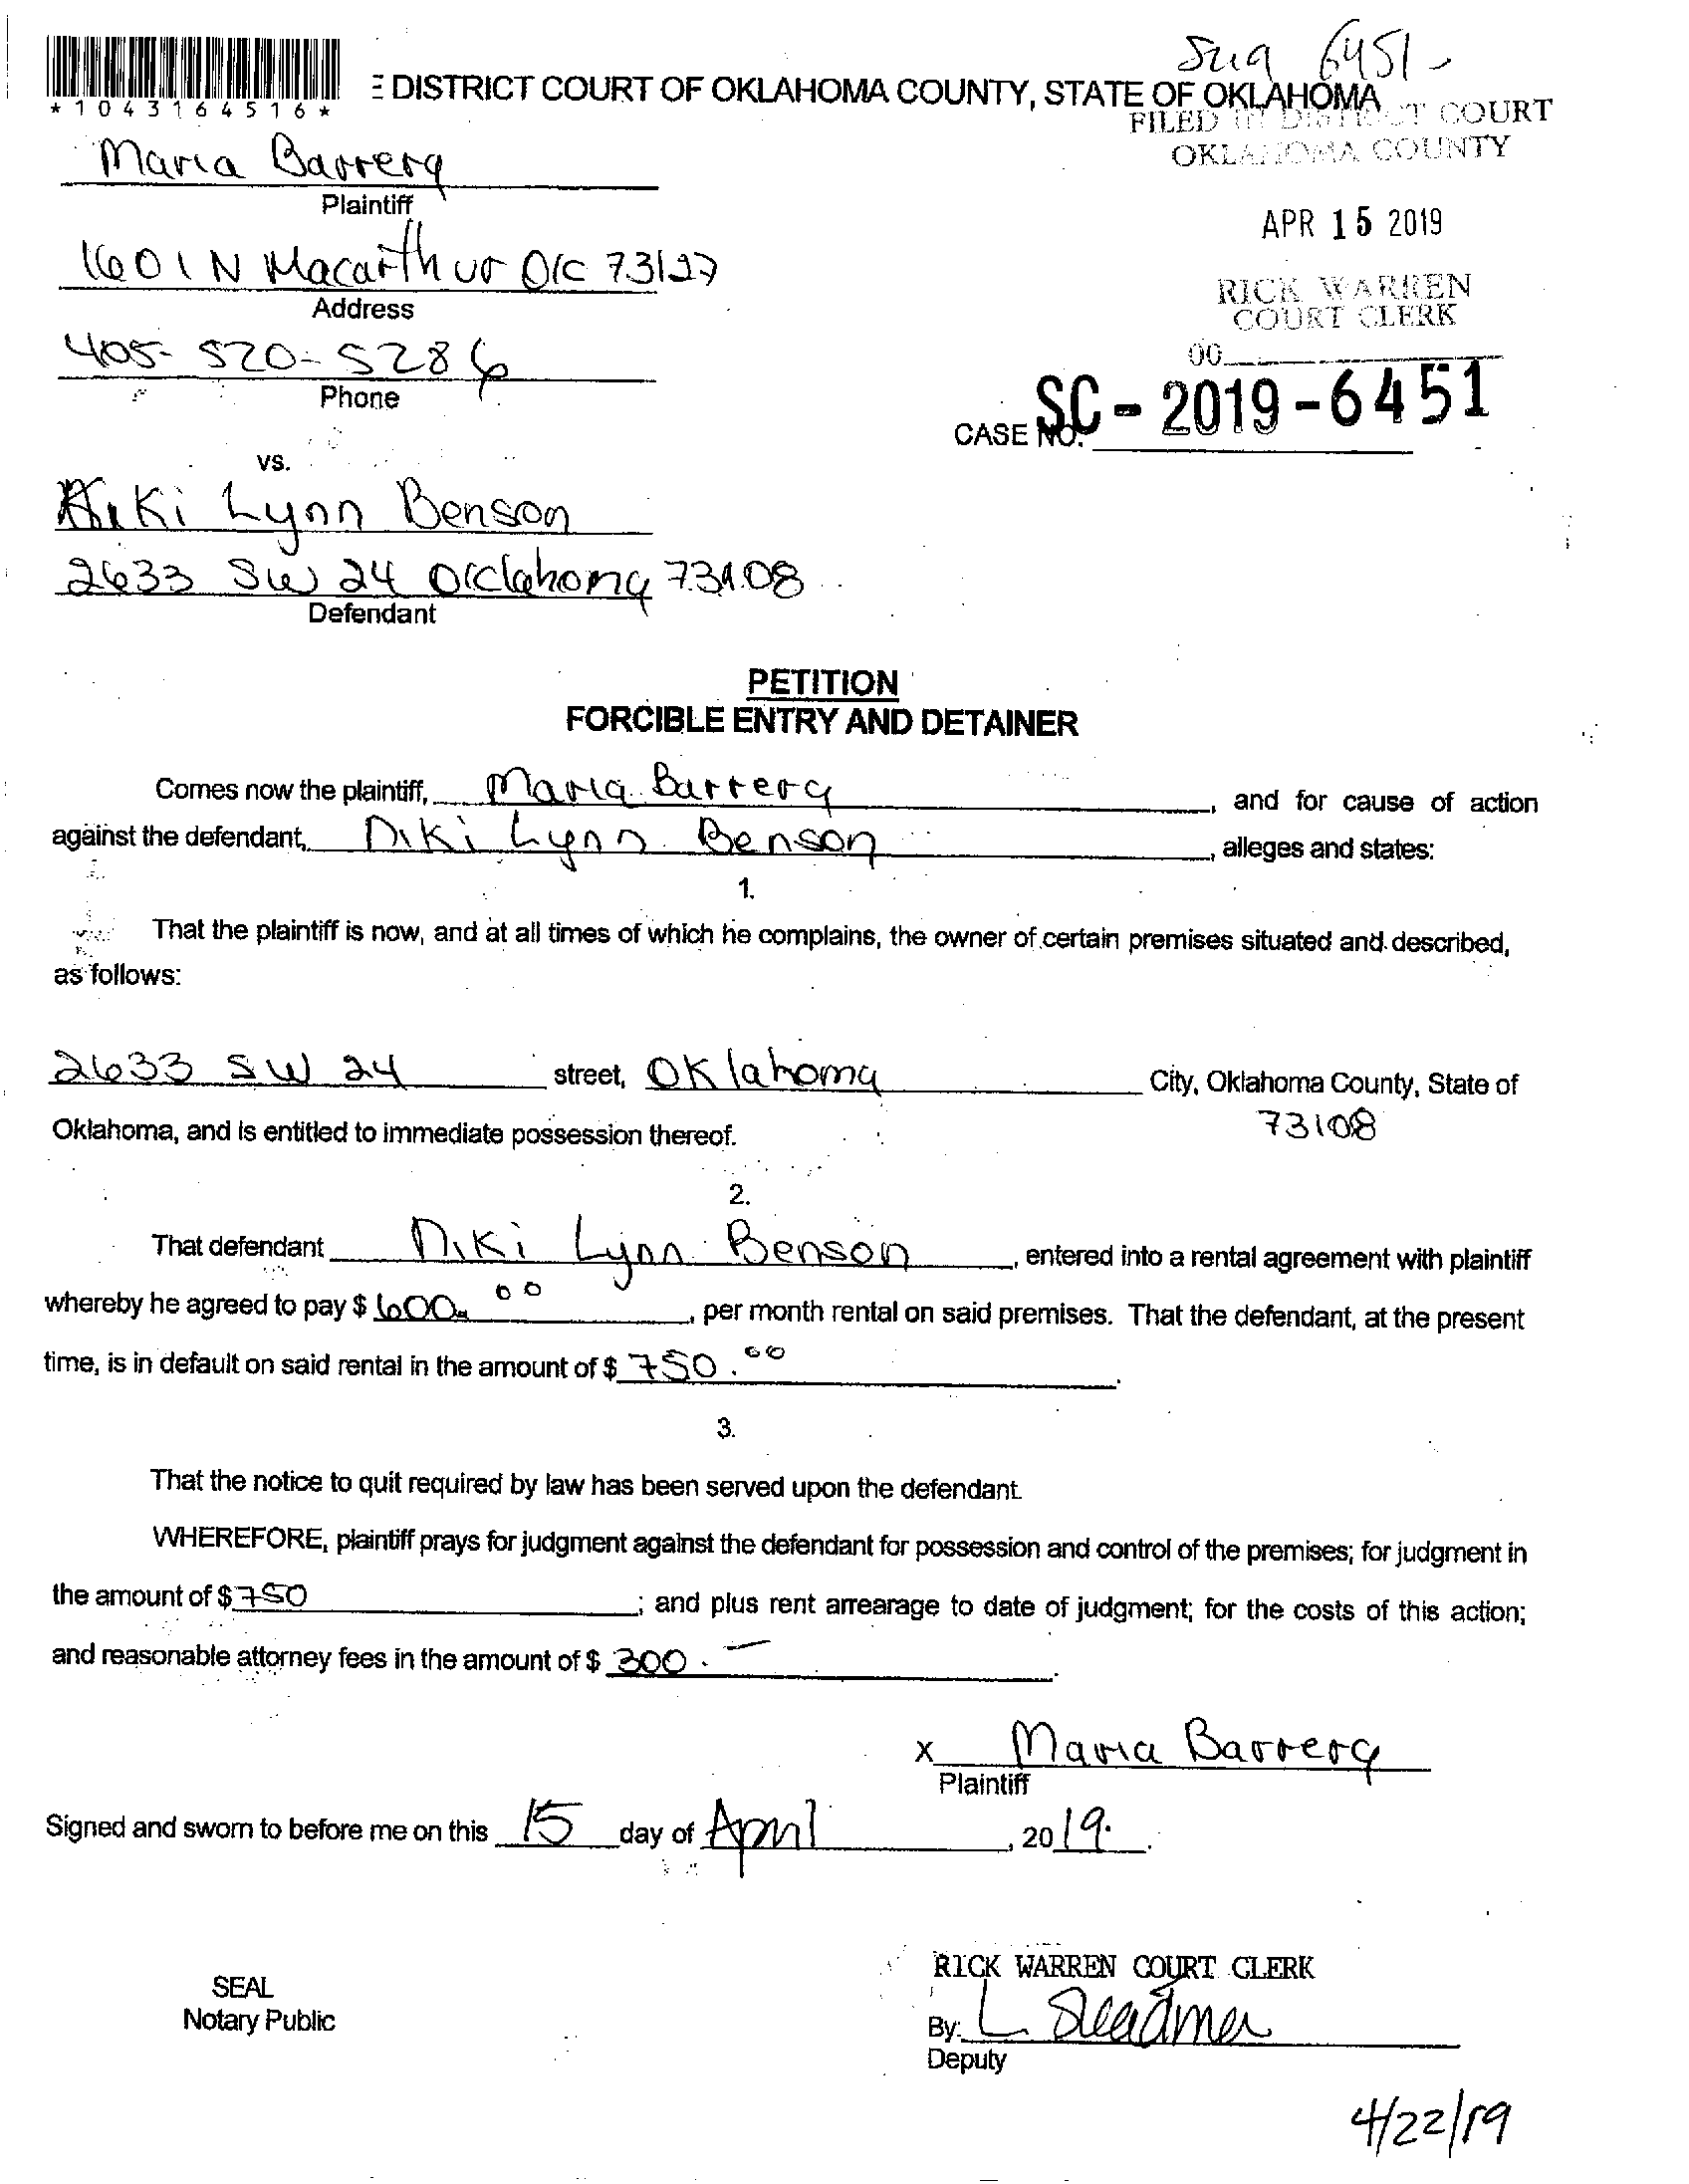 6451
E DISTRICT COURT OF OKLAHOMA COUNTY, STATE OF OKLAHOMA
*1043164516*
FILED IN DISTRICT COURT
OKLAHOMA COUNTY
Maria Barrera
Plaintiff
APR 15 2019
1601 N Macarthur OKC 73127
Address
RICK WARREN
COURT CLERK
405-520-5286
Phone
00
CASE NO. SC-2019-6451
vs.
Niki Lynn Benson
2633 SW 24 Oklahoma 73108
Defendant
PETITION
FORCIBLE ENTRY AND DETAINER
Comes now the plaintiff, Maria Barrera, and for cause of action
against the defendant, Niki Lynn Benson, alleges and states:
1.
That the plaintiff is now, and at all times of which he complains, the owner of certain premises situated and described,
as follows:
2633 SW 24 street, Oklahoma City, Oklahoma County, State of
Oklahoma, and is entitled to immediate possession thereof. 73108
2.
That defendant Niki Lynn Benson, entered into a rental agreement with plaintiff
whereby he agreed to pay $ 600.00, per month rental on said premises. That the defendant, at the present
time, is in default on said rental in the amount of $ 750.00.
3.
That the notice to quit required by law has been served upon the defendant.
WHEREFORE, plaintiff prays for judgment against the defendant for possession and control of the premises; for judgment in
the amount of $ 750; and plus rent arrearage to date of judgment; for the costs of this action;
and reasonable attorney fees in the amount of $ 300.—.
x Maria Barrera
Plaintiff
Signed and sworn to before me on this 15 day of April, 2019.
RICK WARREN COURT CLERK
SEAL
Notary Public
By: L Steadman
Deputy
4/22/19